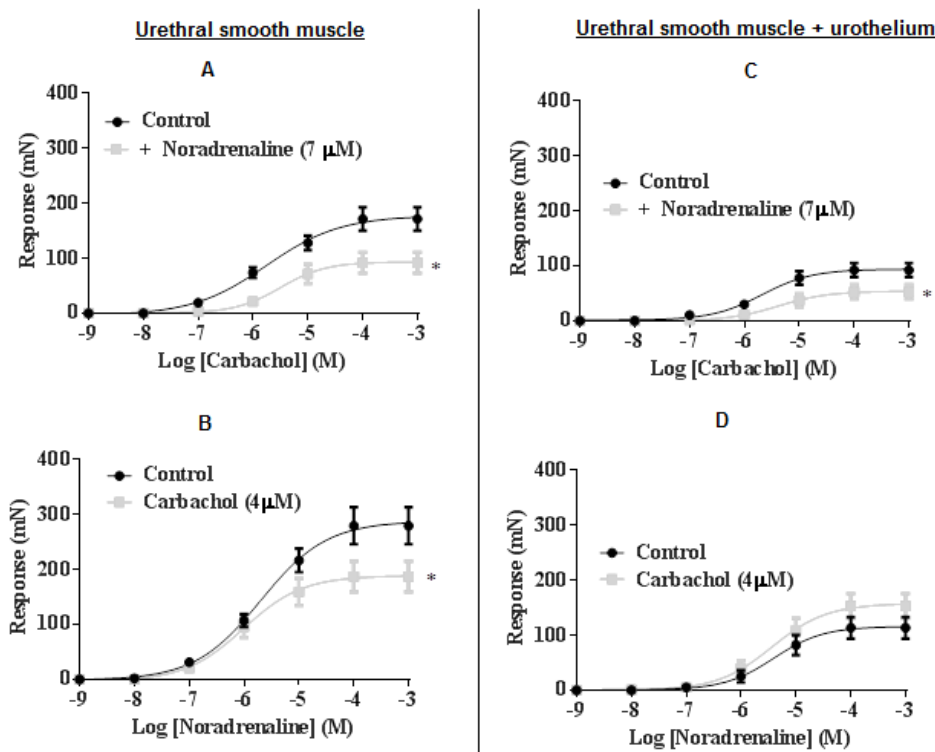 Urethral smooth muscle
A
400
300
200
100
0
Response (mN)
Control
+ Noradrenaline (7 μM)
*
-9 -8 -7 -6 -5 -4 -3
Log [Carbachol] (M)
B
400
300
200
100
0
Response (mN)
Control
Carbachol (4μM)
*
-9 -8 -7 -6 -5 -4 -3
Log [Noradrenaline] (M)
Urethral smooth muscle + urothelium
C
400
300
200
100
0
Response (mN)
Control
+ Noradrenaline (7μM)
*
-9 -8 -7 -6 -5 -4 -3
Log [Carbachol] (M)
D
400
300
200
100
0
Response (mN)
Control
Carbachol (4μM)
-9 -8 -7 -6 -5 -4 -3
Log [Noradrenaline] (M)